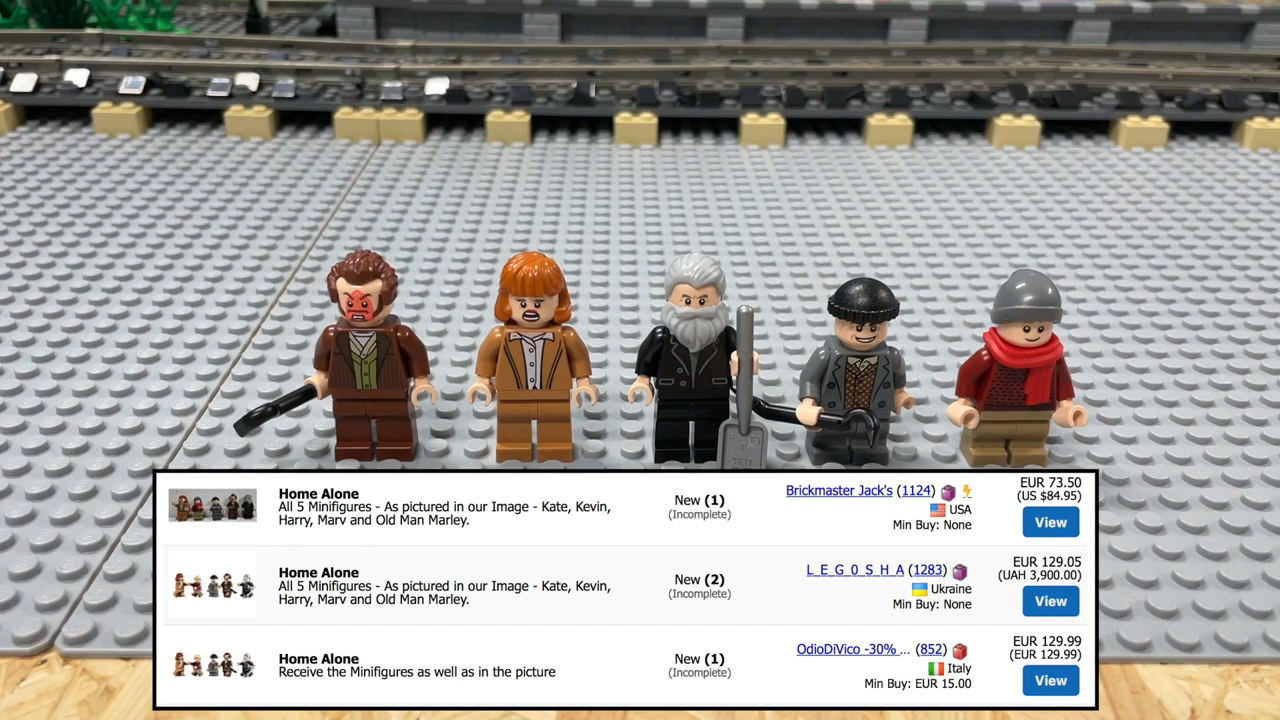 Home Alone
All 5 Minifigures - As pictured in our Image - Kate, Kevin,
Harry, Marv and Old Man Marley.
New (1)
(Incomplete)
Brickmaster Jack's (1124)
USA
Min Buy: None
EUR 73.50
(US $84.95)
View
Home Alone
All 5 Minifigures - As pictured in our Image - Kate, Kevin,
Harry, Marv and Old Man Marley.
New (2)
(Incomplete)
L_E_G_0_S_H_A (1283)
Ukraine
Min Buy: None
EUR 129.05
(UAH 3,900.00)
View
Home Alone
Receive the Minifigures as well as in the picture
New (1)
(Incomplete)
OdioDiVico -30% ... (852)
Italy
Min Buy: EUR 15.00
EUR 129.99
(EUR 129.99)
View